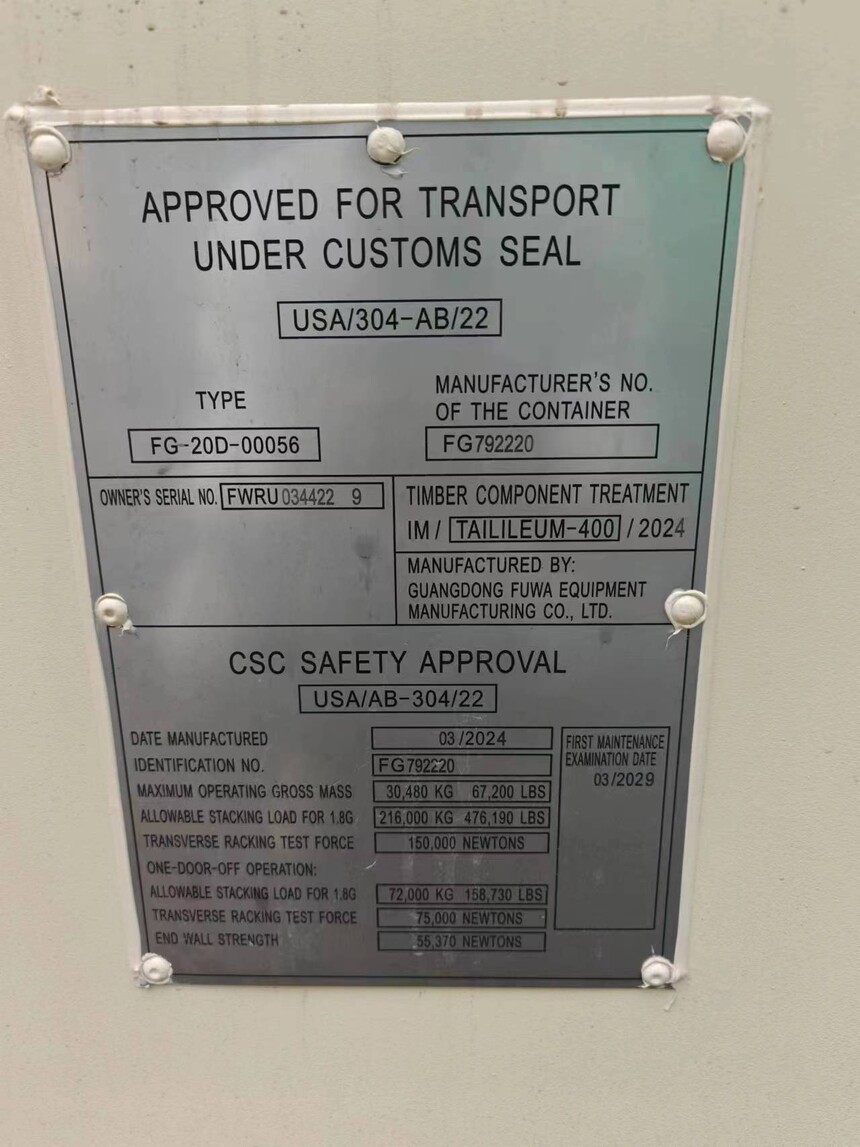 APPROVED FOR TRANSPORT
UNDER CUSTOMS SEAL
USA/304-AB/22
TYPE
FG-20D-00056
MANUFACTURER'S NO.
OF THE CONTAINER
FG792220
OWNER'S SERIAL NO. FWRU 034422 9
TIMBER COMPONENT TREATMENT
IM / TAILILEUM-400 / 2024
MANUFACTURED BY:
GUANGDONG FUWA EQUIPMENT
MANUFACTURING CO., LTD.
CSC SAFETY APPROVAL
USA/AB-304/22
DATE MANUFACTURED 03/2024
IDENTIFICATION NO. FG792220
MAXIMUM OPERATING GROSS MASS 30,480 KG 67,200 LBS
ALLOWABLE STACKING LOAD FOR 1.8G 216,000 KG 476,190 LBS
TRANSVERSE RACKING TEST FORCE 150,000 NEWTONS
ONE-DOOR-OFF OPERATION:
ALLOWABLE STACKING LOAD FOR 1.8G 72,000 KG 158,730 LBS
TRANSVERSE RACKING TEST FORCE 75,000 NEWTONS
END WALL STRENGTH 55,370 NEWTONS
FIRST MAINTENANCE
EXAMINATION DATE
03/2029